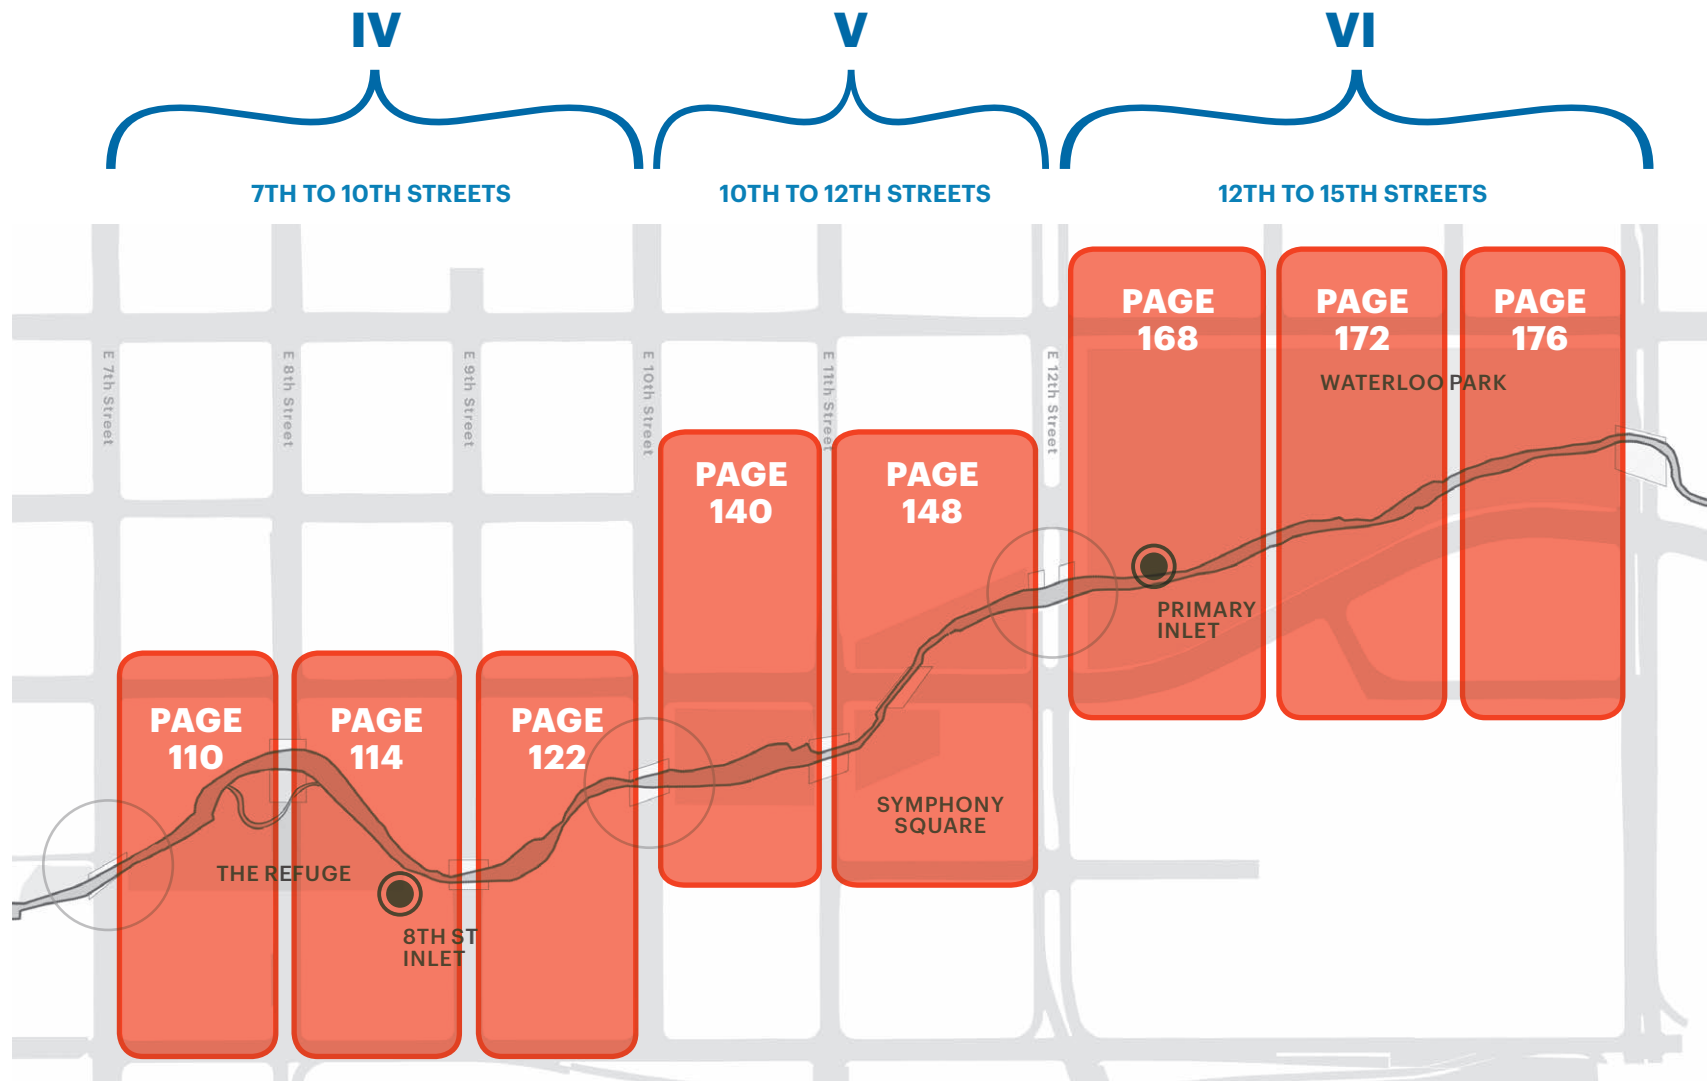 IV
V
VI
7TH TO 10TH STREETS
10TH TO 12TH STREETS
12TH TO 15TH STREETS
PAGE
168
PAGE
172
PAGE
176
WATERLOO PARK
E 7th Street
E 8th Street
E 9th Street
E 10th Street
E 11th Street
E 12th Street
PAGE
140
PAGE
148
PRIMARY
INLET
PAGE
110
PAGE
114
PAGE
122
SYMPHONY
SQUARE
THE REFUGE
8TH ST
INLET